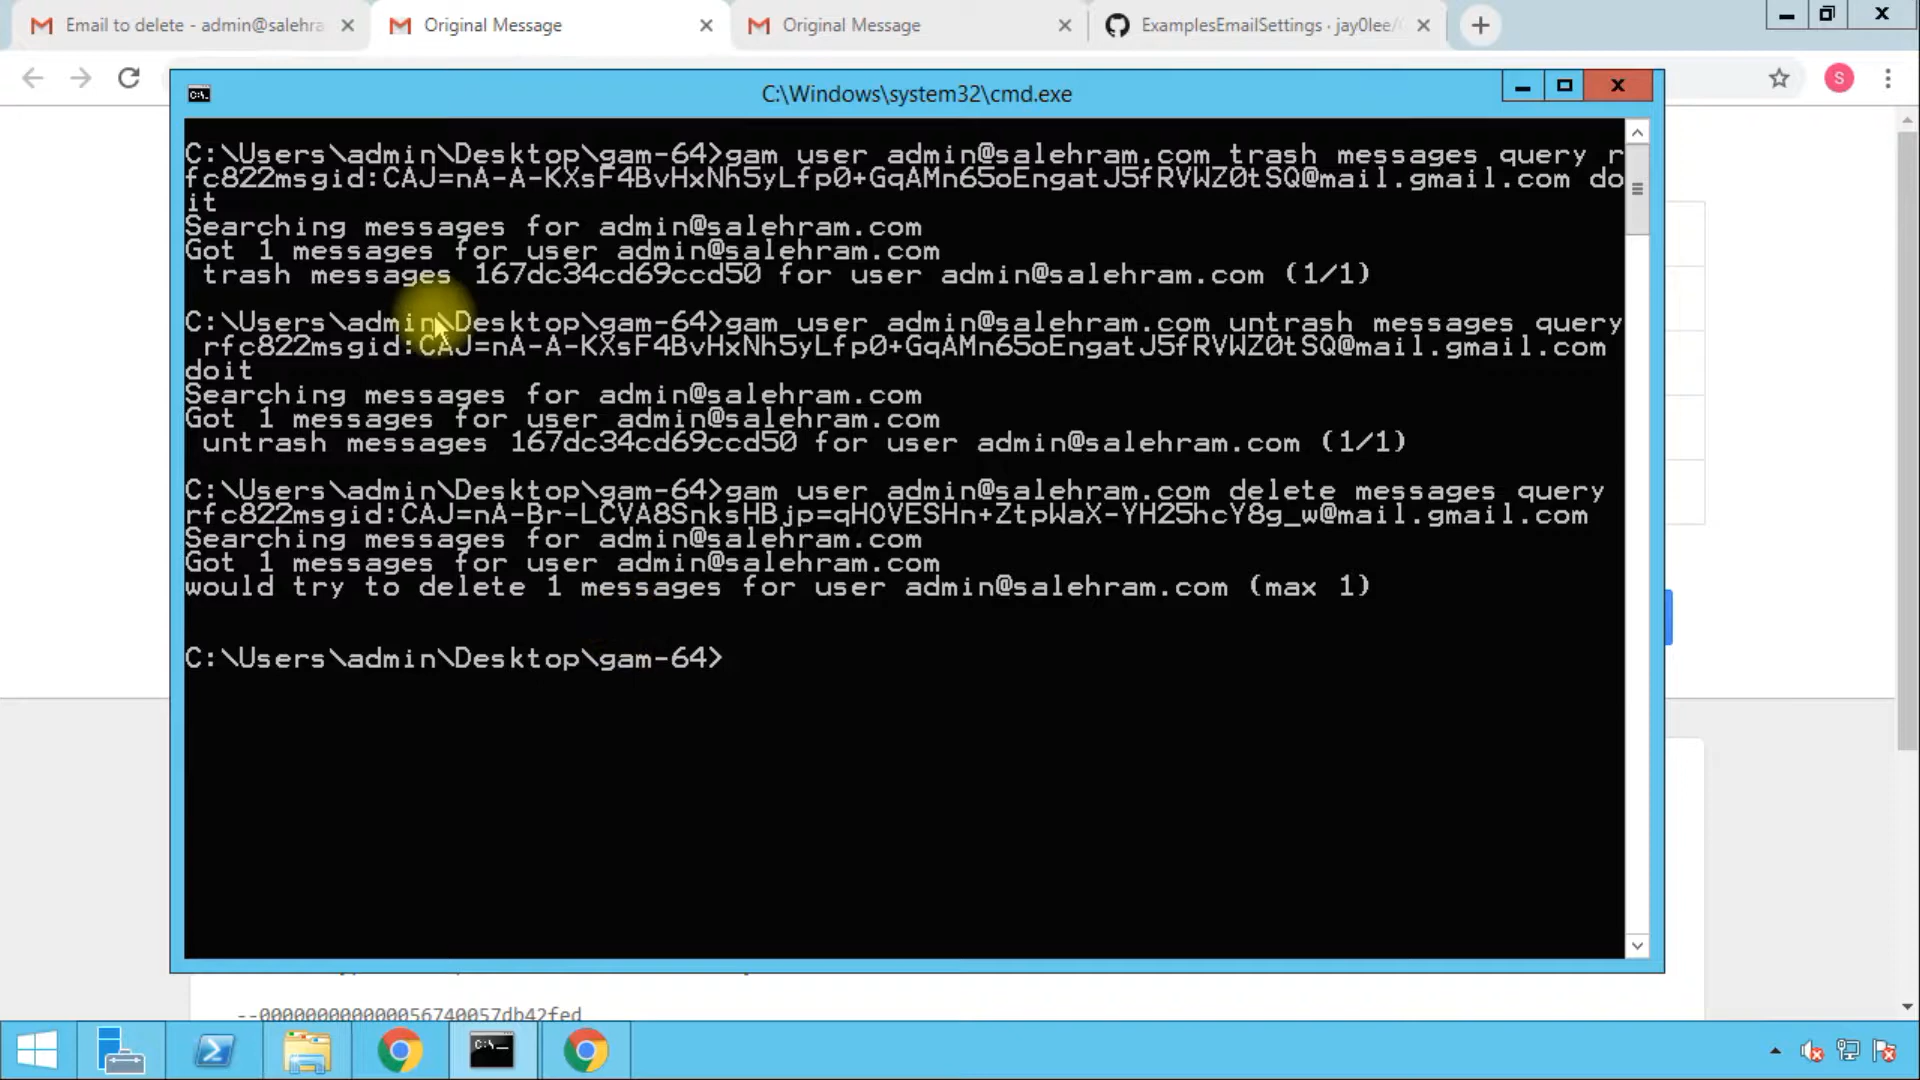 Email to delete - admin@salehra
Original Message
Original Message
ExamplesEmailSettings · jay0lee/
S
C:\Windows\system32\cmd.exe
C:\Users\admin\Desktop\gam-64>gam user admin@salehram.com trash messages query r
fc822msgid:CAJ=nA-A-KXsF4BvHxNh5yLfp0+GqAMn65oEngatJ5fRVWZ0tSQ@mail.gmail.com do
it
Searching messages for admin@salehram.com
Got 1 messages for user admin@salehram.com
trash messages 167dc34cd69ccd50 for user admin@salehram.com (1/1)
C:\Users\admin\Desktop\gam-64>gam user admin@salehram.com untrash messages query
rfc822msgid:CAJ=nA-A-KXsF4BvHxNh5yLfp0+GqAMn65oEngatJ5fRVWZ0tSQ@mail.gmail.com
doit
Searching messages for admin@salehram.com
Got 1 messages for user admin@salehram.com
untrash messages 167dc34cd69ccd50 for user admin@salehram.com (1/1)
C:\Users\admin\Desktop\gam-64>gam user admin@salehram.com delete messages query
rfc822msgid:CAJ=nA-Br-LCVA8SnksHBjp=qHOVESHn+ZtpWaX-YH25hcY8g_w@mail.gmail.com
Searching messages for admin@salehram.com
Got 1 messages for user admin@salehram.com
would try to delete 1 messages for user admin@salehram.com (max 1)
C:\Users\admin\Desktop\gam-64>
--000000000000056740057db42fed